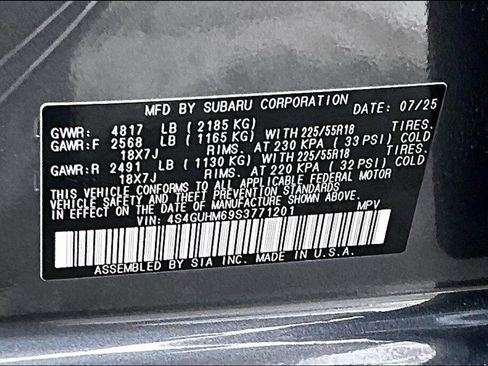 MFD BY SUBARU CORPORATION DATE: 07/25
GVWR: 4817 LB ( 2185 KG)
GAWR:F 2568 LB ( 1165 KG) WITH 225/55R18 TIRES.
18X7J RIMS. AT 230 KPA ( 33 PSI) COLD
GAWR:R 2491 LB ( 1130 KG) WITH 225/55R18 TIRES.
18X7J RIMS. AT 220 KPA ( 32 PSI) COLD
THIS VEHICLE CONFORMS TO ALL APPLICABLE FEDERAL MOTOR
VEHICLE SAFETY, BUMPER, AND THEFT PREVENTION STANDARDS
IN EFFECT ON THE DATE OF MANUFACTURE SHOWN ABOVE.
VIN: 4S4GUHM69S3771201 MPV
ASSEMBLED BY SIA INC. MADE IN U.S.A.